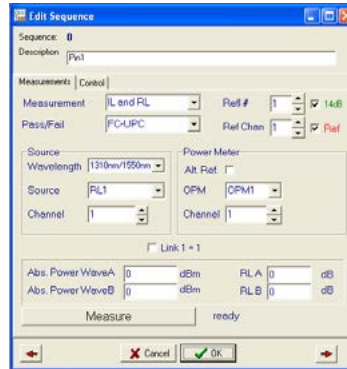 Edit Sequence
Sequence: 0
Description Pin1
Measurements Control
Measurement IL and RL Refl # 1 14dB
Pass/Fail FC-UPC Ref Chan 1 Ref
Source Power Meter
Wavelength 1310nm/1550nm Alt. Ref.
Source RL1 OPM OPM1
Channel 1 Channel 1
Link 1 = 1
Abs. Power WaveA 0 dBm RL A 0 dB
Abs. Power WaveB 0 dBm RL B 0 dB
Measure ready
Cancel OK